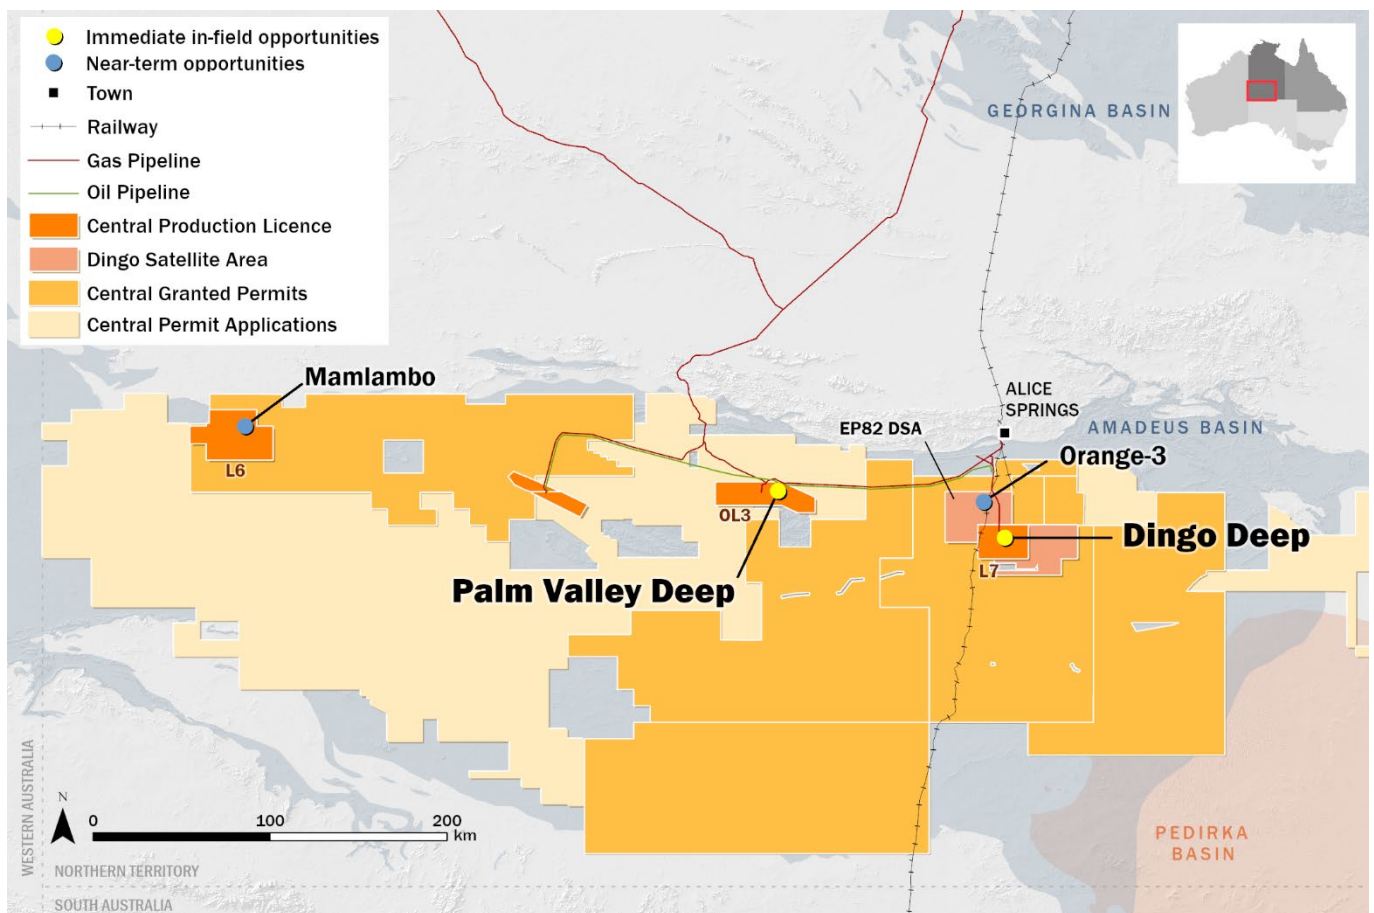 Immediate in-field opportunities
Near-term opportunities
Town
Railway
Gas Pipeline
Oil Pipeline
Central Production Licence
Dingo Satellite Area
Central Granted Permits
Central Permit Applications
GEORGINA BASIN
Mamlambo
L6
ALICE
SPRINGS
AMADEUS BASIN
EP82 DSA
Orange-3
OL3
Dingo Deep
L7
Palm Valley Deep
PEDIRKA
BASIN
WESTERN AUSTRALIA
N
0 100 200
km
NORTHERN TERRITORY
SOUTH AUSTRALIA